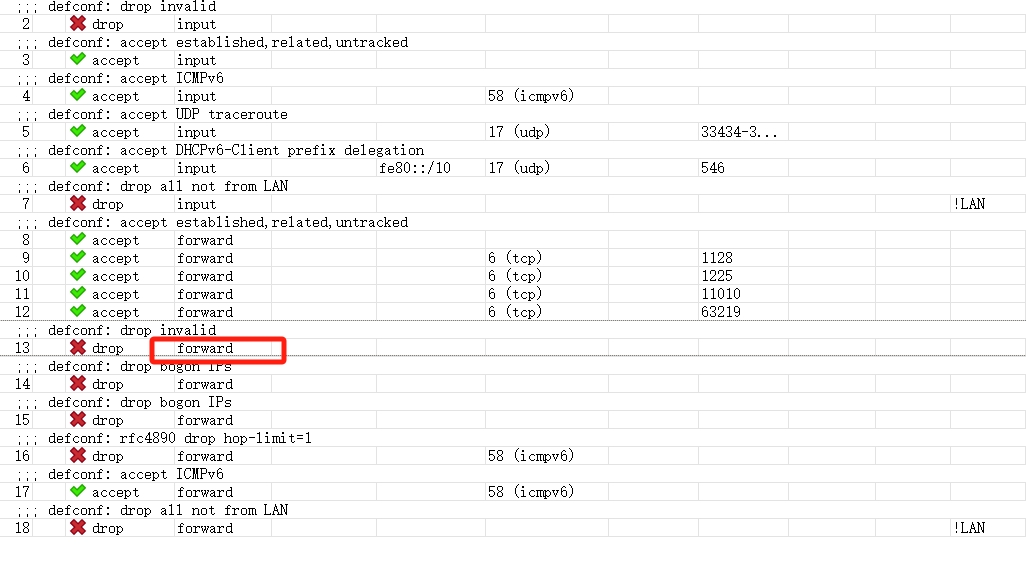 ;;; defconf: drop invalid
2 drop input
;;; defconf: accept established,related,untracked
3 accept input
;;; defconf: accept ICMPv6
4 accept input 58 (icmpv6)
;;; defconf: accept UDP traceroute
5 accept input 17 (udp) 33434-3...
;;; defconf: accept DHCPv6-Client prefix delegation
6 accept input fe80::/10 17 (udp) 546
;;; defconf: drop all not from LAN
7 drop input !LAN
;;; defconf: accept established,related,untracked
8 accept forward
9 accept forward 6 (tcp) 1128
10 accept forward 6 (tcp) 1225
11 accept forward 6 (tcp) 11010
12 accept forward 6 (tcp) 63219
;;; defconf: drop invalid
13 drop forward
;;; defconf: drop bogon IPs
14 drop forward
;;; defconf: drop bogon IPs
15 drop forward
;;; defconf: rfc4890 drop hop-limit=1
16 drop forward 58 (icmpv6)
;;; defconf: accept ICMPv6
17 accept forward 58 (icmpv6)
;;; defconf: drop all not from LAN
18 drop forward !LAN